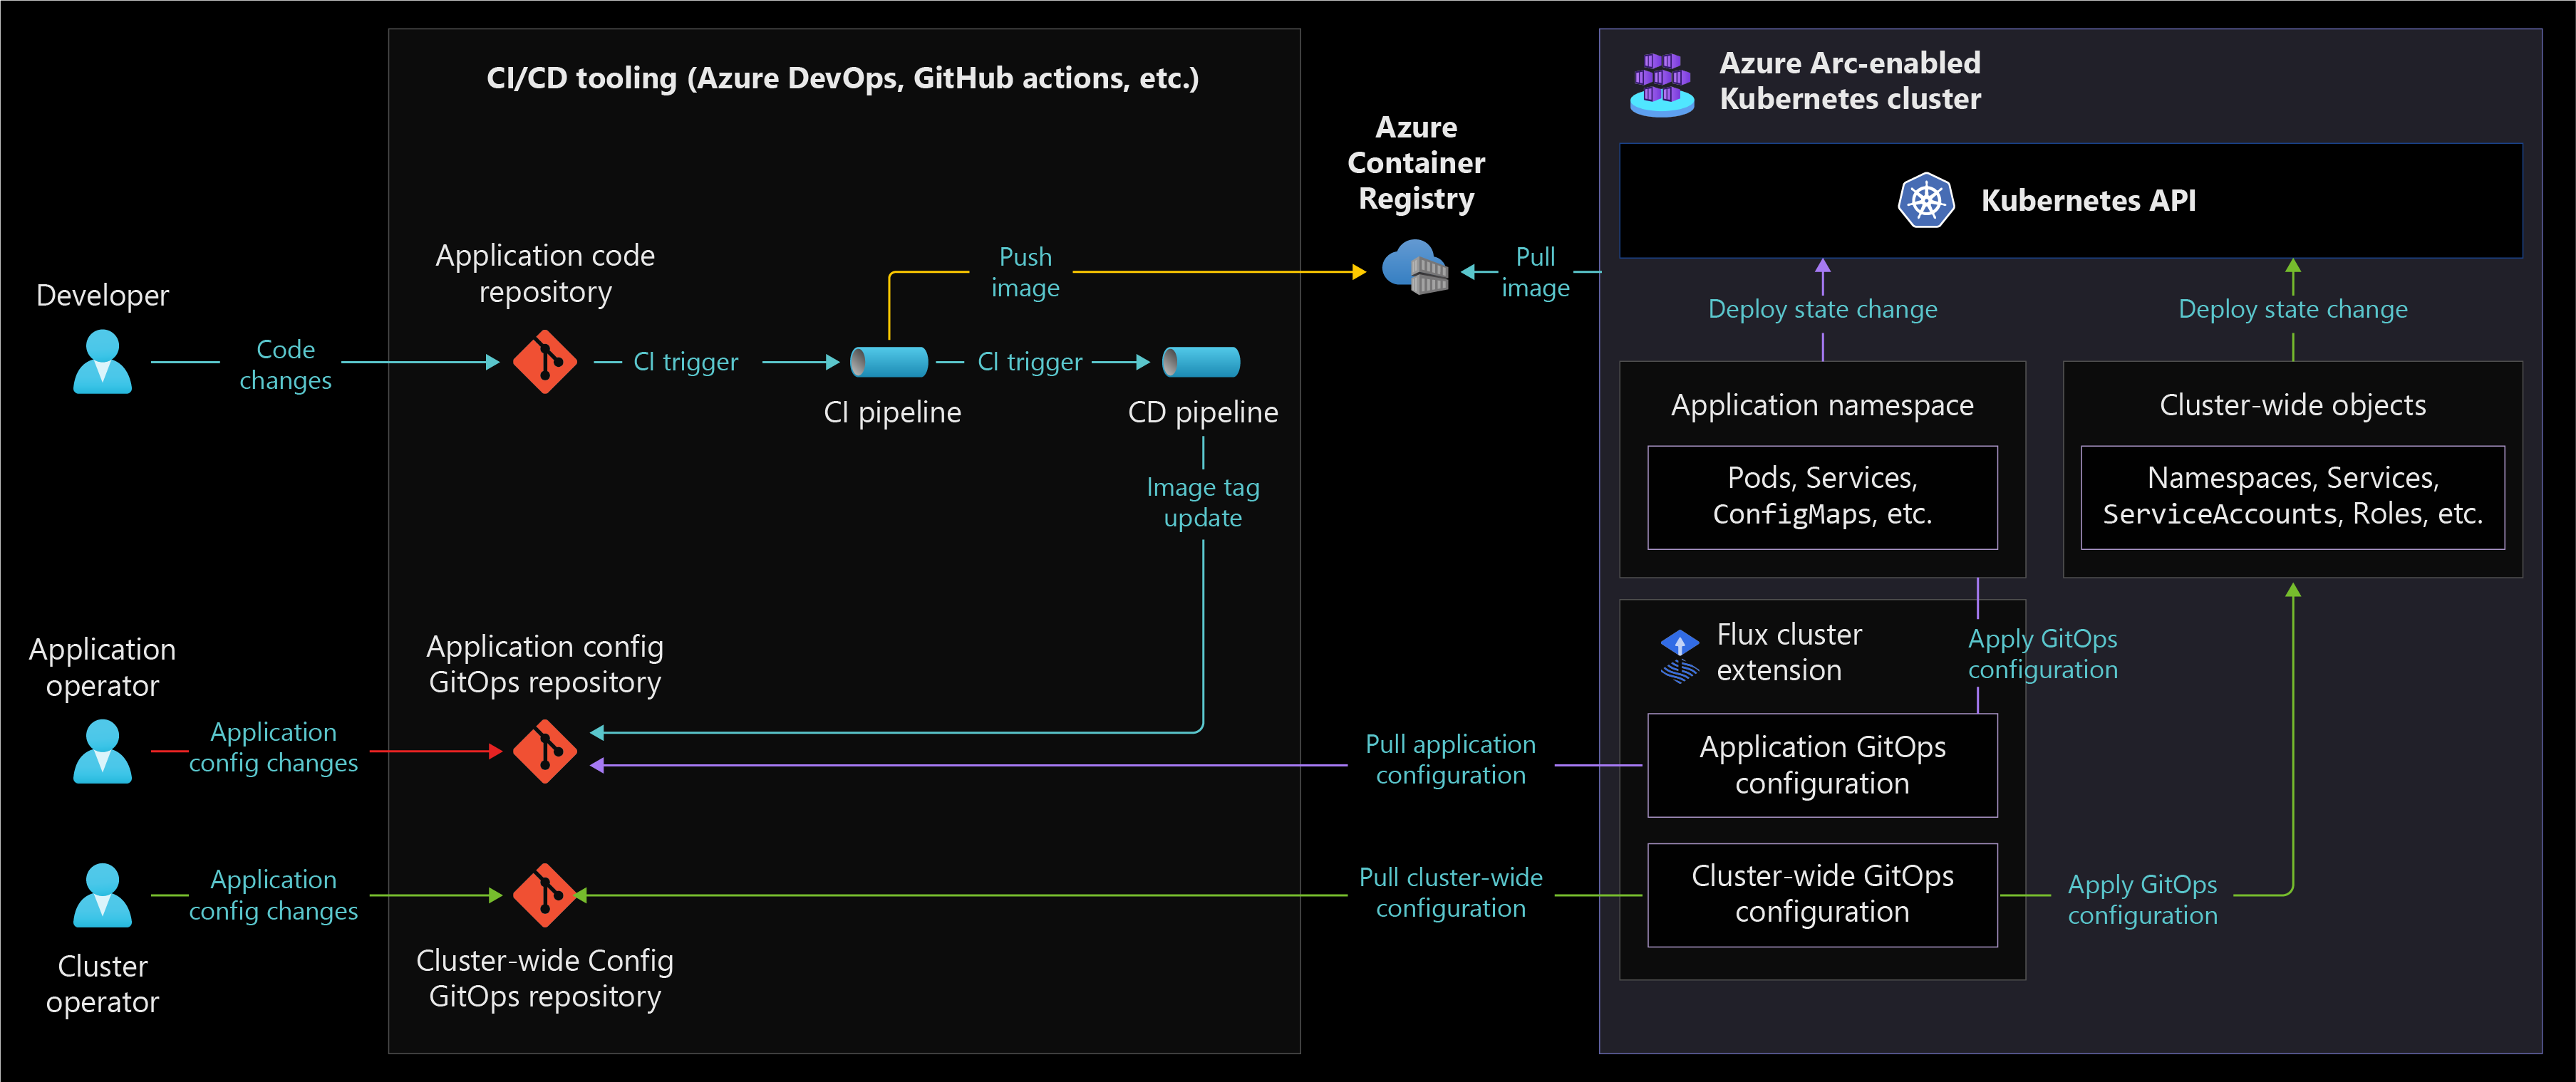 CI/CD tooling (Azure DevOps, GitHub actions, etc.)
Developer
Code
changes
Application code
repository
CI trigger
CI pipeline
Push
image
CI trigger
CD pipeline
Image tag
update
Azure
Container
Registry
Pull
image
Application
operator
Application
config changes
Application config
GitOps repository
Pull application
configuration
Application
config changes
Cluster
operator
Cluster-wide Config
GitOps repository
Pull cluster-wide
configuration
Azure Arc-enabled
Kubernetes cluster
Kubernetes API
Deploy state change
Deploy state change
Application namespace
Pods, Services,
ConfigMaps, etc.
Cluster-wide objects
Namespaces, Services,
ServiceAccounts, Roles, etc.
Flux cluster
extension
Apply GitOps
configuration
Application GitOps
configuration
Cluster-wide GitOps
configuration
Apply GitOps
configuration